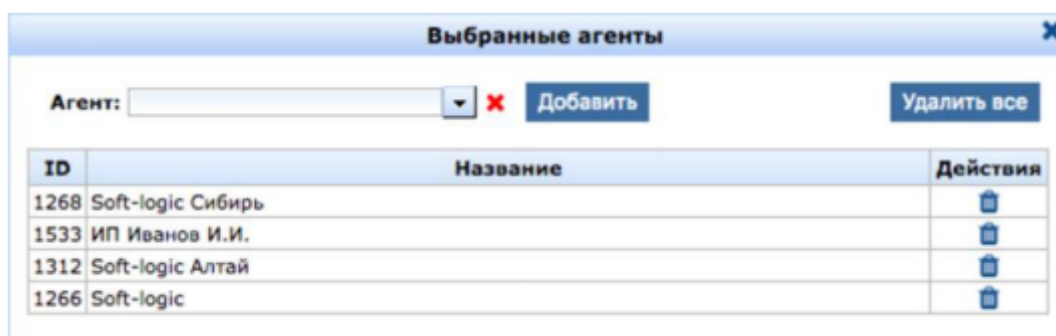 Выбранные агенты
Агент: Добавить Удалить все
ID Название Действия
1268 Soft-logic Сибирь
1533 ИП Иванов И.И.
1312 Soft-logic Алтай
1266 Soft-logic